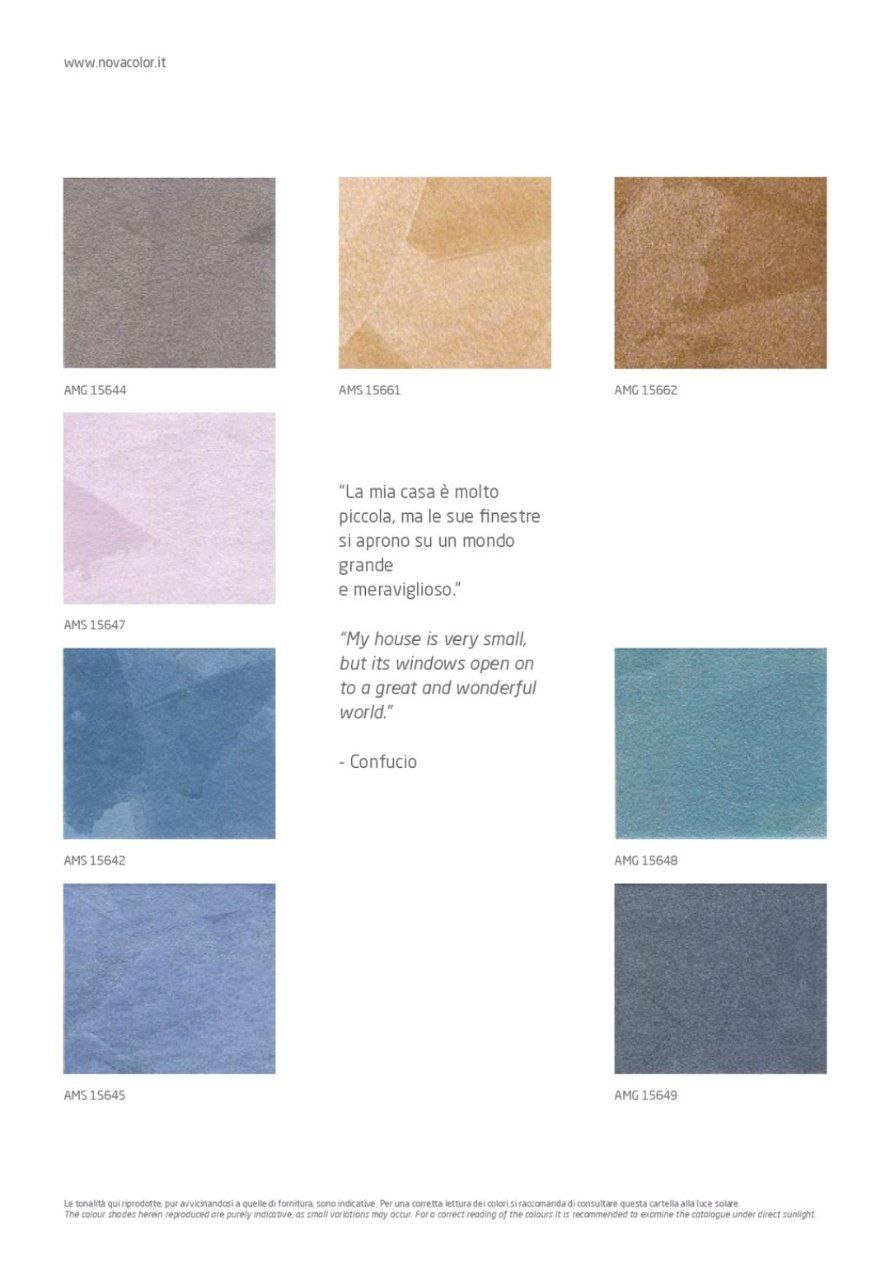 www.novacolor.it
AMG 15644
AMS 15661
AMG 15662
AMS 15647
“La mia casa è molto
piccola, ma le sue finestre
si aprono su un mondo
grande
e meraviglioso.”
“My house is very small,
but its windows open on
to a great and wonderful
world.”
- Confucio
AMS 15642
AMG 15648
AMS 15645
AMG 15649
Le tonalità qui riprodotte, pur avvicinandosi a quelle di fornitura, sono indicative. Per una corretta lettura dei colori si raccomanda di consultare questa cartella alla luce solare.
The colour shades herein reproduced are purely indicative, as small variations may occur. For a correct reading of the colours it is recommended to examine the catalogue under direct sunlight.